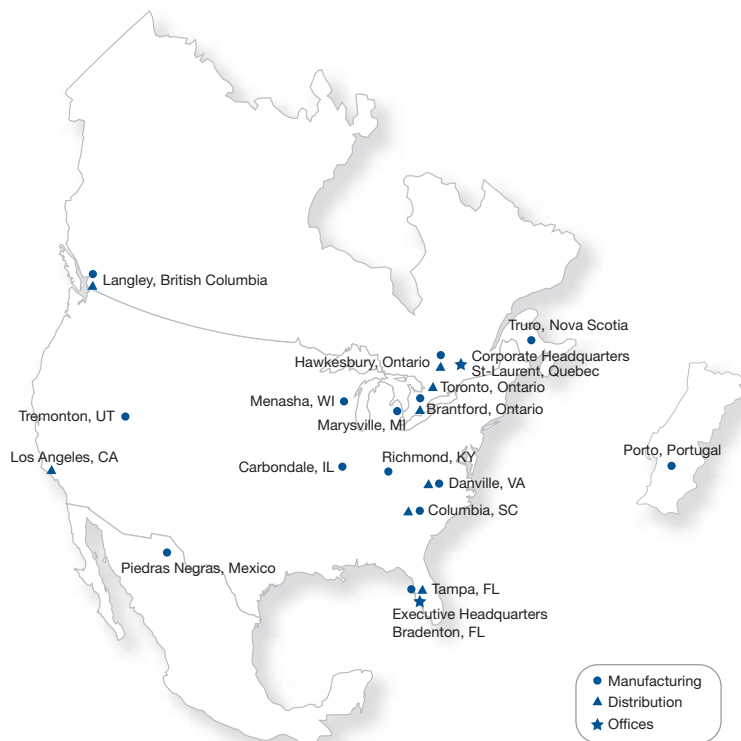 Langley, British Columbia
Truro, Nova Scotia
Hawkesbury, Ontario
Corporate Headquarters
St-Laurent, Quebec
Toronto, Ontario
Menasha, WI
Brantford, Ontario
Tremonton, UT
Marysville, MI
Porto, Portugal
Los Angeles, CA
Richmond, KY
Carbondale, IL
Danville, VA
Columbia, SC
Piedras Negras, Mexico
Tampa, FL
Executive Headquarters
Bradenton, FL
Manufacturing
Distribution
Offices